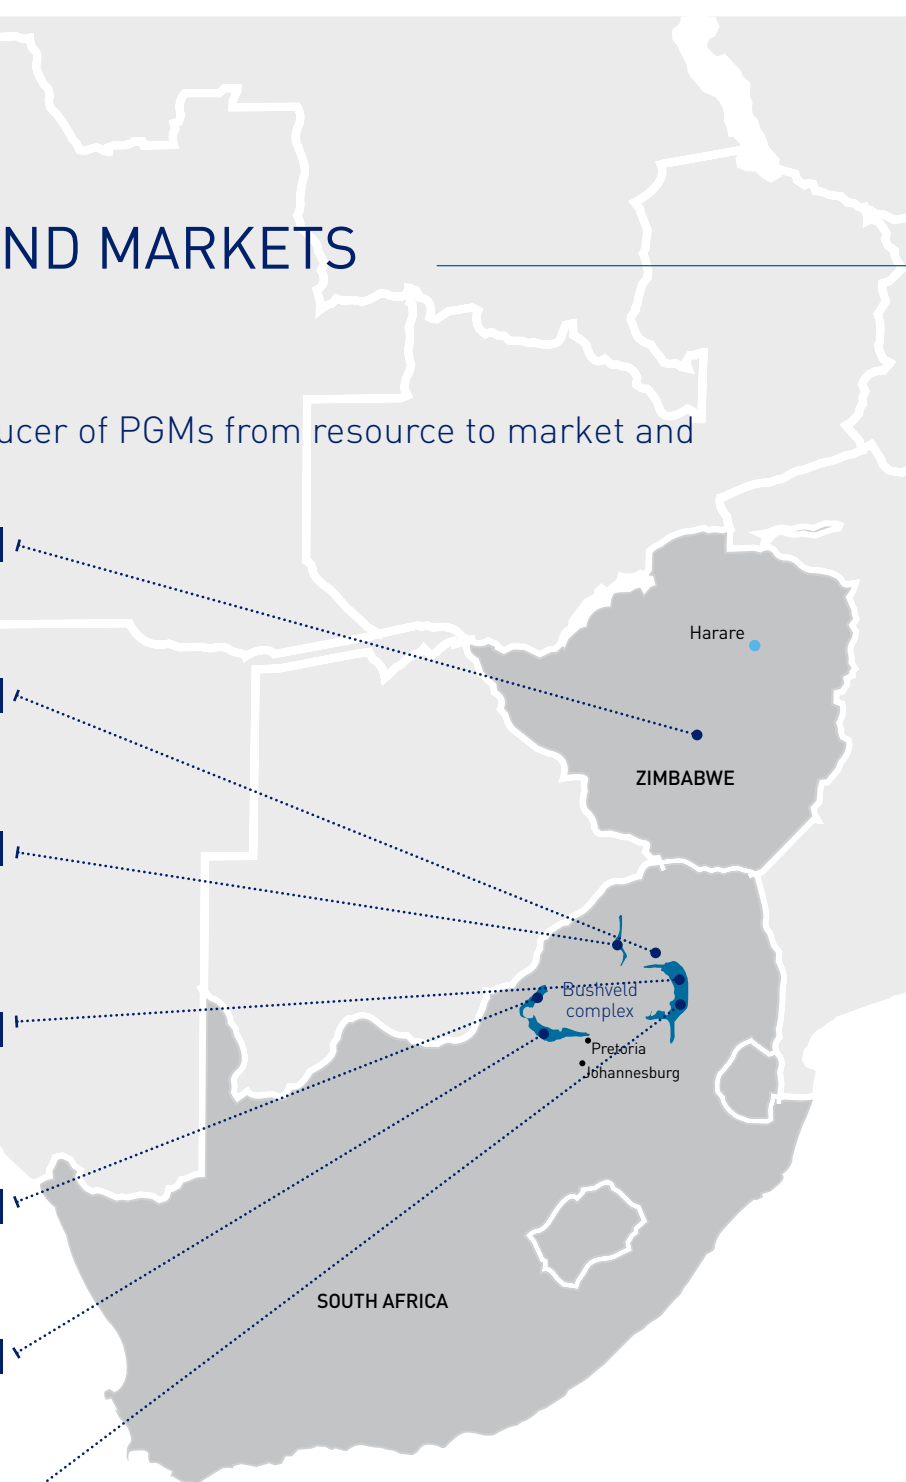 ND MARKETS
ucer of PGMs from resource to market and
Harare
ZIMBABWE
Bushveld
complex
Pretoria
Johannesburg
SOUTH AFRICA